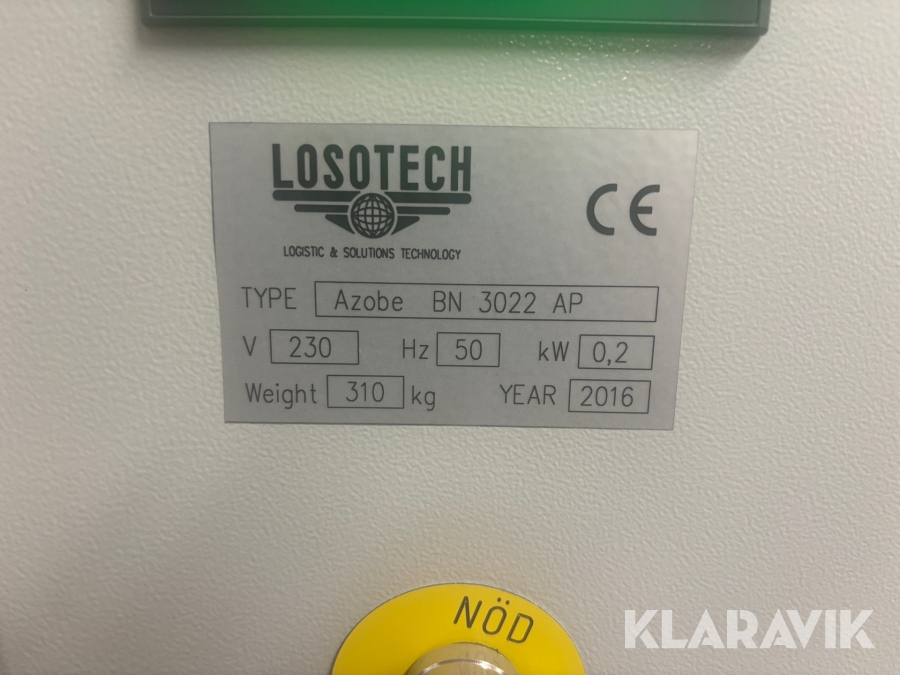 LOSOTECH
LOGISTIC & SOLUTIONS TECHNOLOGY
CE
TYPE Azobe BN 3022 AP
V 230 Hz 50 kW 0,2
Weight 310 kg YEAR 2016
NÖD
KLARAVIK